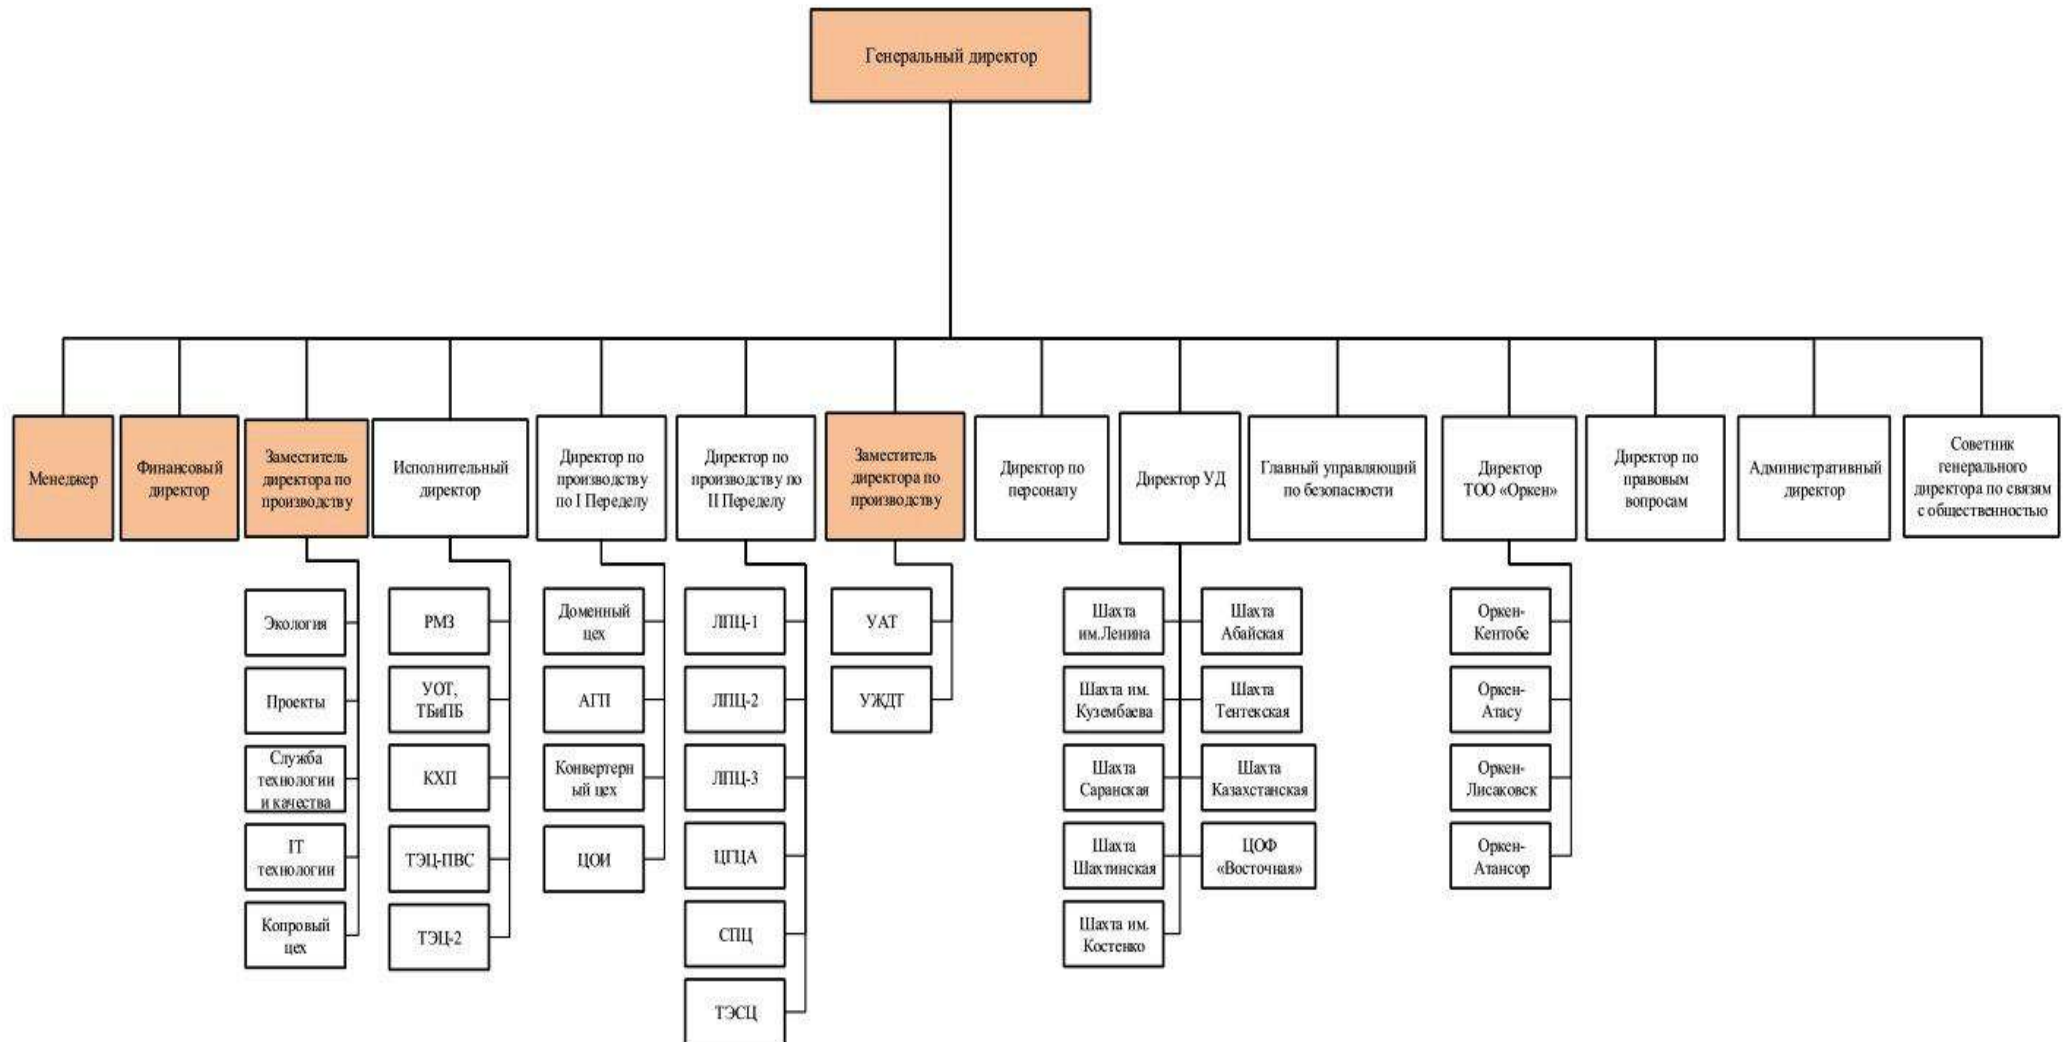 Генеральный директор
Менеджер
Финансовый
директор
Заместитель
директора по
производству
Исполнительный
директор
Директор по
производству
по I Переделу
Директор по
производству по
II Переделу
Заместитель
директора по
производству
Директор по
персоналу
Директор УД
Главный управляющий
по безопасности
Директор
ТОО «Оркен»
Директор по
правовым
вопросам
Административный
директор
Советник
генерального
директора по связям
с общественностью
Экология
Проекты
Служба
технологии
и качества
IT
технологии
Копровый
цех
РМЗ
УОТ,
ТБиПБ
КХП
ТЭЦ-ПВС
ТЭЦ-2
Доменный
цех
АГП
Конвертерн
ый цех
ЦОИ
ЛПЦ-1
ЛПЦ-2
ЛПЦ-3
ЦГЦА
СПЦ
ТЭСЦ
УАТ
УЖДТ
Шахта
им.Ленина
Шахта им.
Кузембаева
Шахта
Саранская
Шахта
Шахтинская
Шахта им.
Костенко
Шахта
Абайская
Шахта
Тентекская
Шахта
Казахстанская
ЦОФ
«Восточная»
Оркен-
Кентобе
Оркен-
Атасу
Оркен-
Лисаковск
Оркен-
Атансор